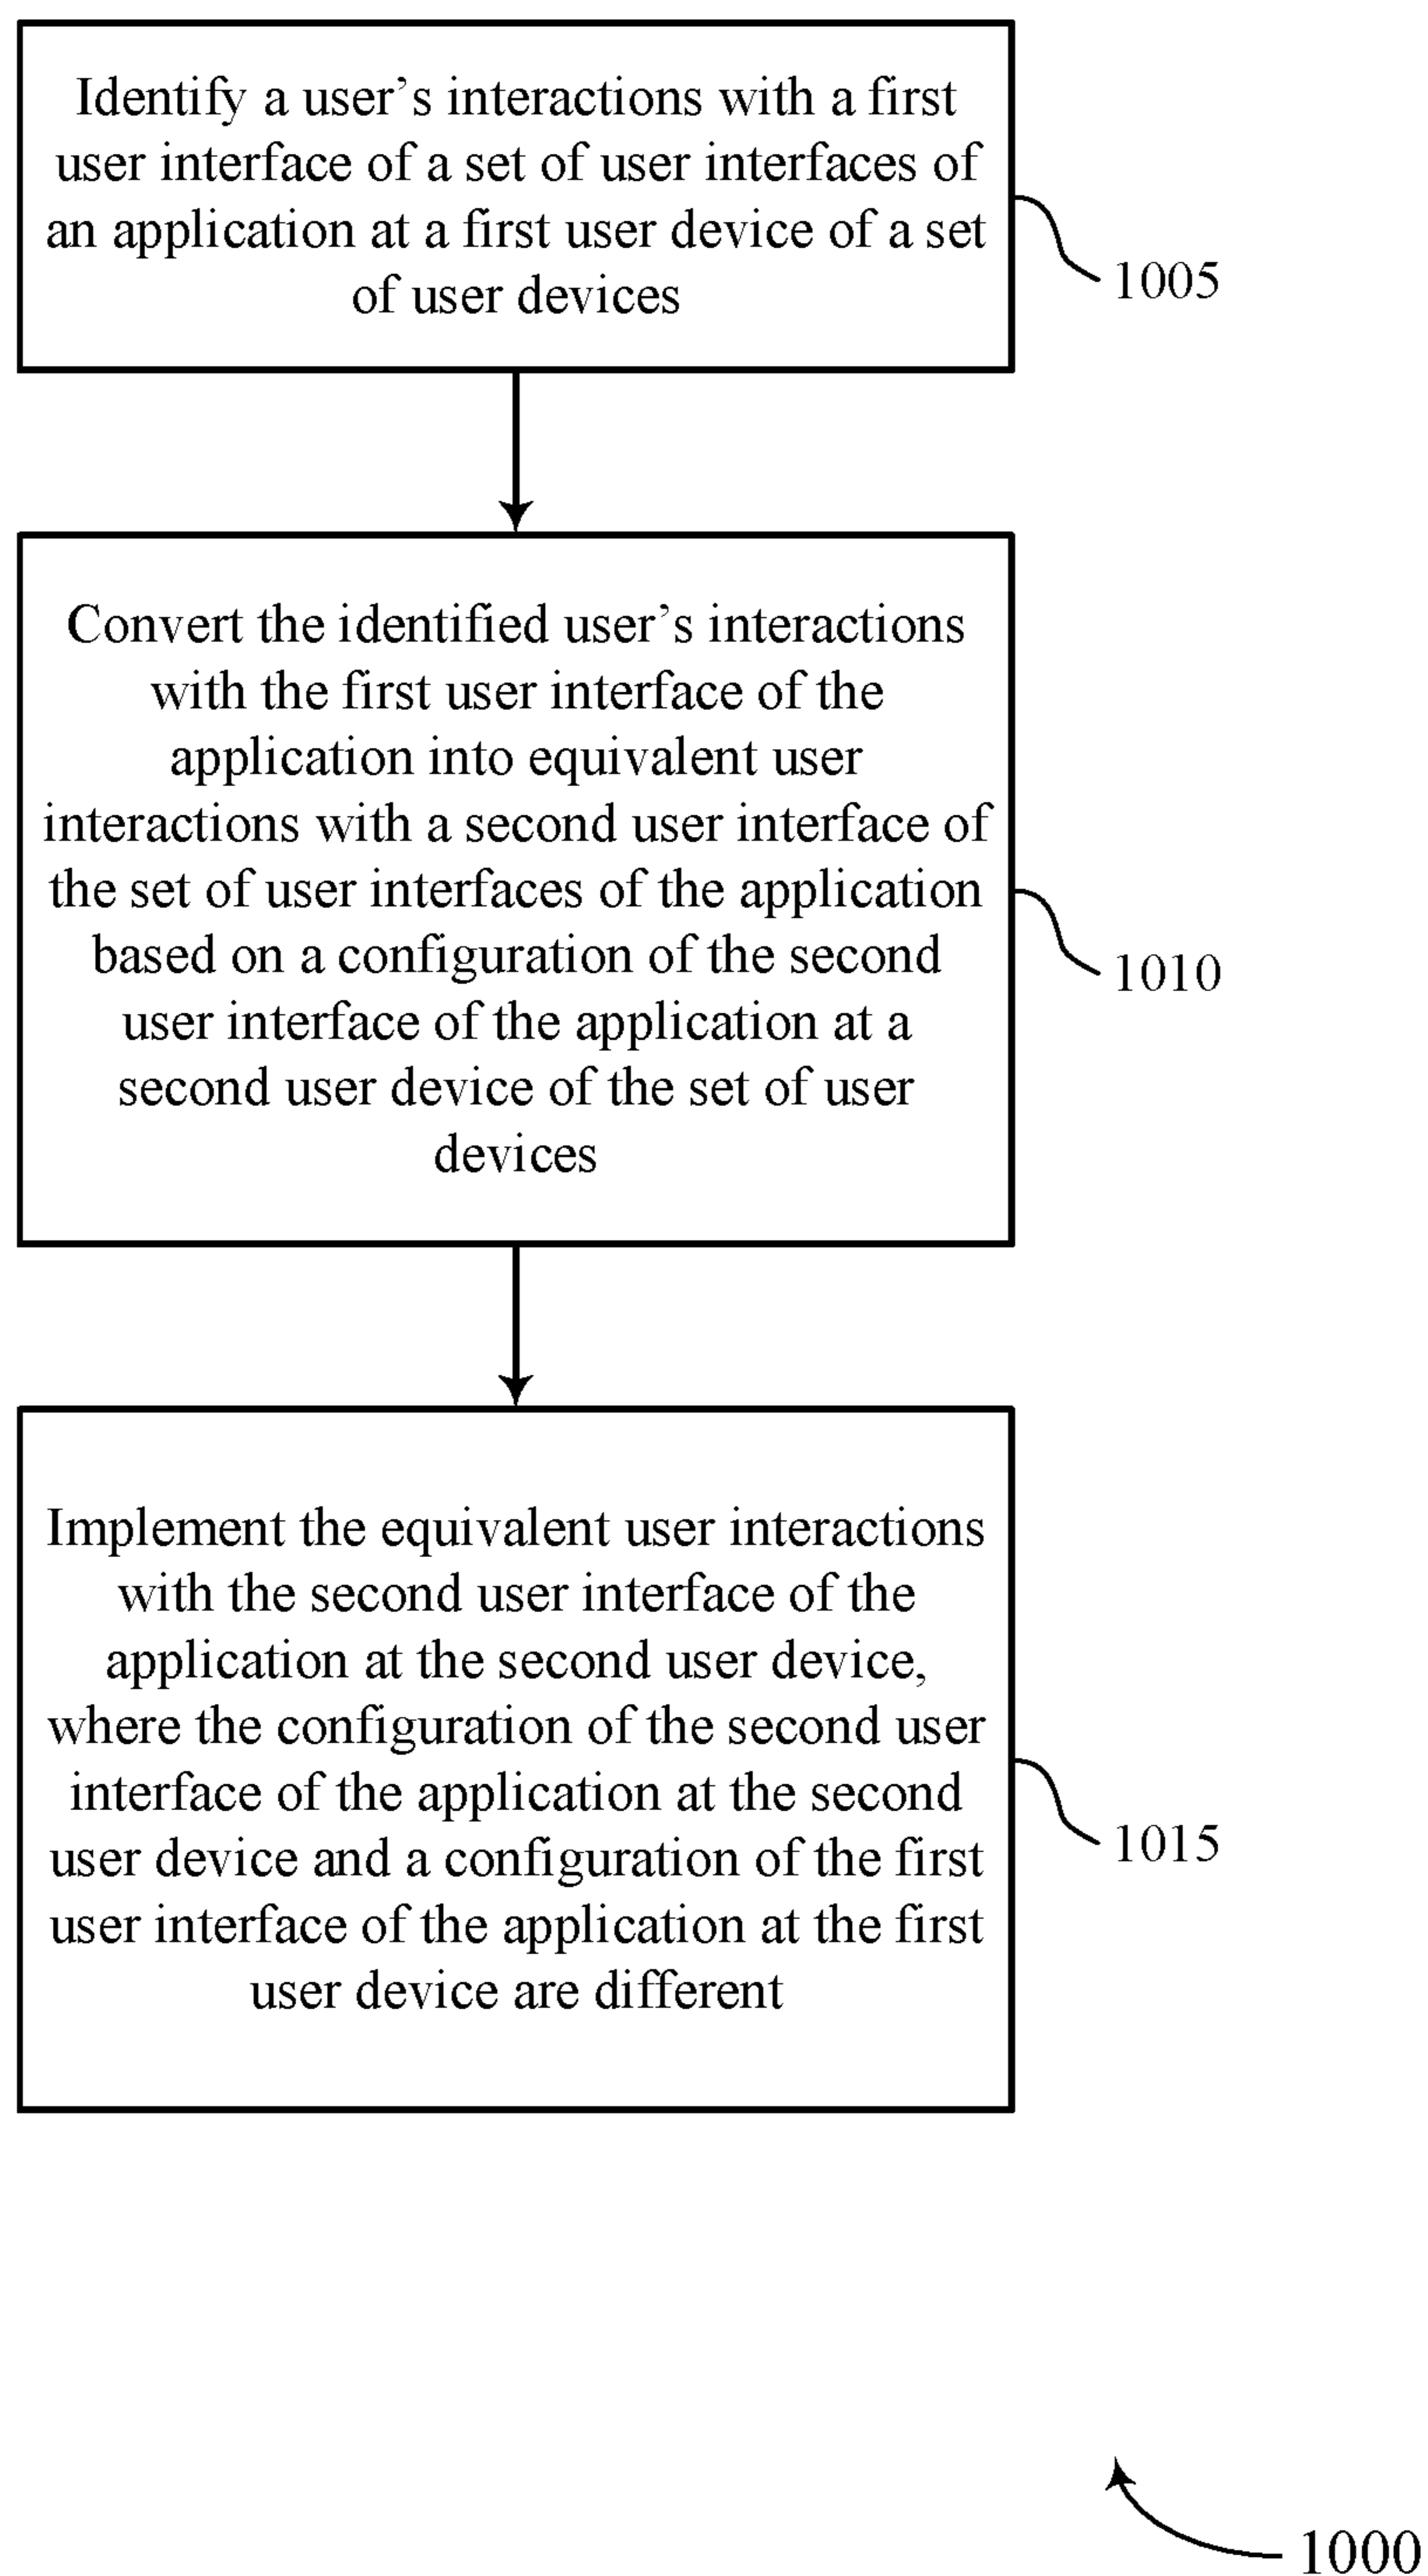 Identify a user’s interactions with a first
user interface of a set of user interfaces of
an application at a first user device of a set
of user devices
1005
Convert the identified user’s interactions
with the first user interface of the
application into equivalent user
interactions with a second user interface of
the set of user interfaces of the application
based on a configuration of the second
user interface of the application at a
second user device of the set of user
devices
1010
Implement the equivalent user interactions
with the second user interface of the
application at the second user device,
where the configuration of the second user
interface of the application at the second
user device and a configuration of the first
user interface of the application at the first
user device are different
1015
1000